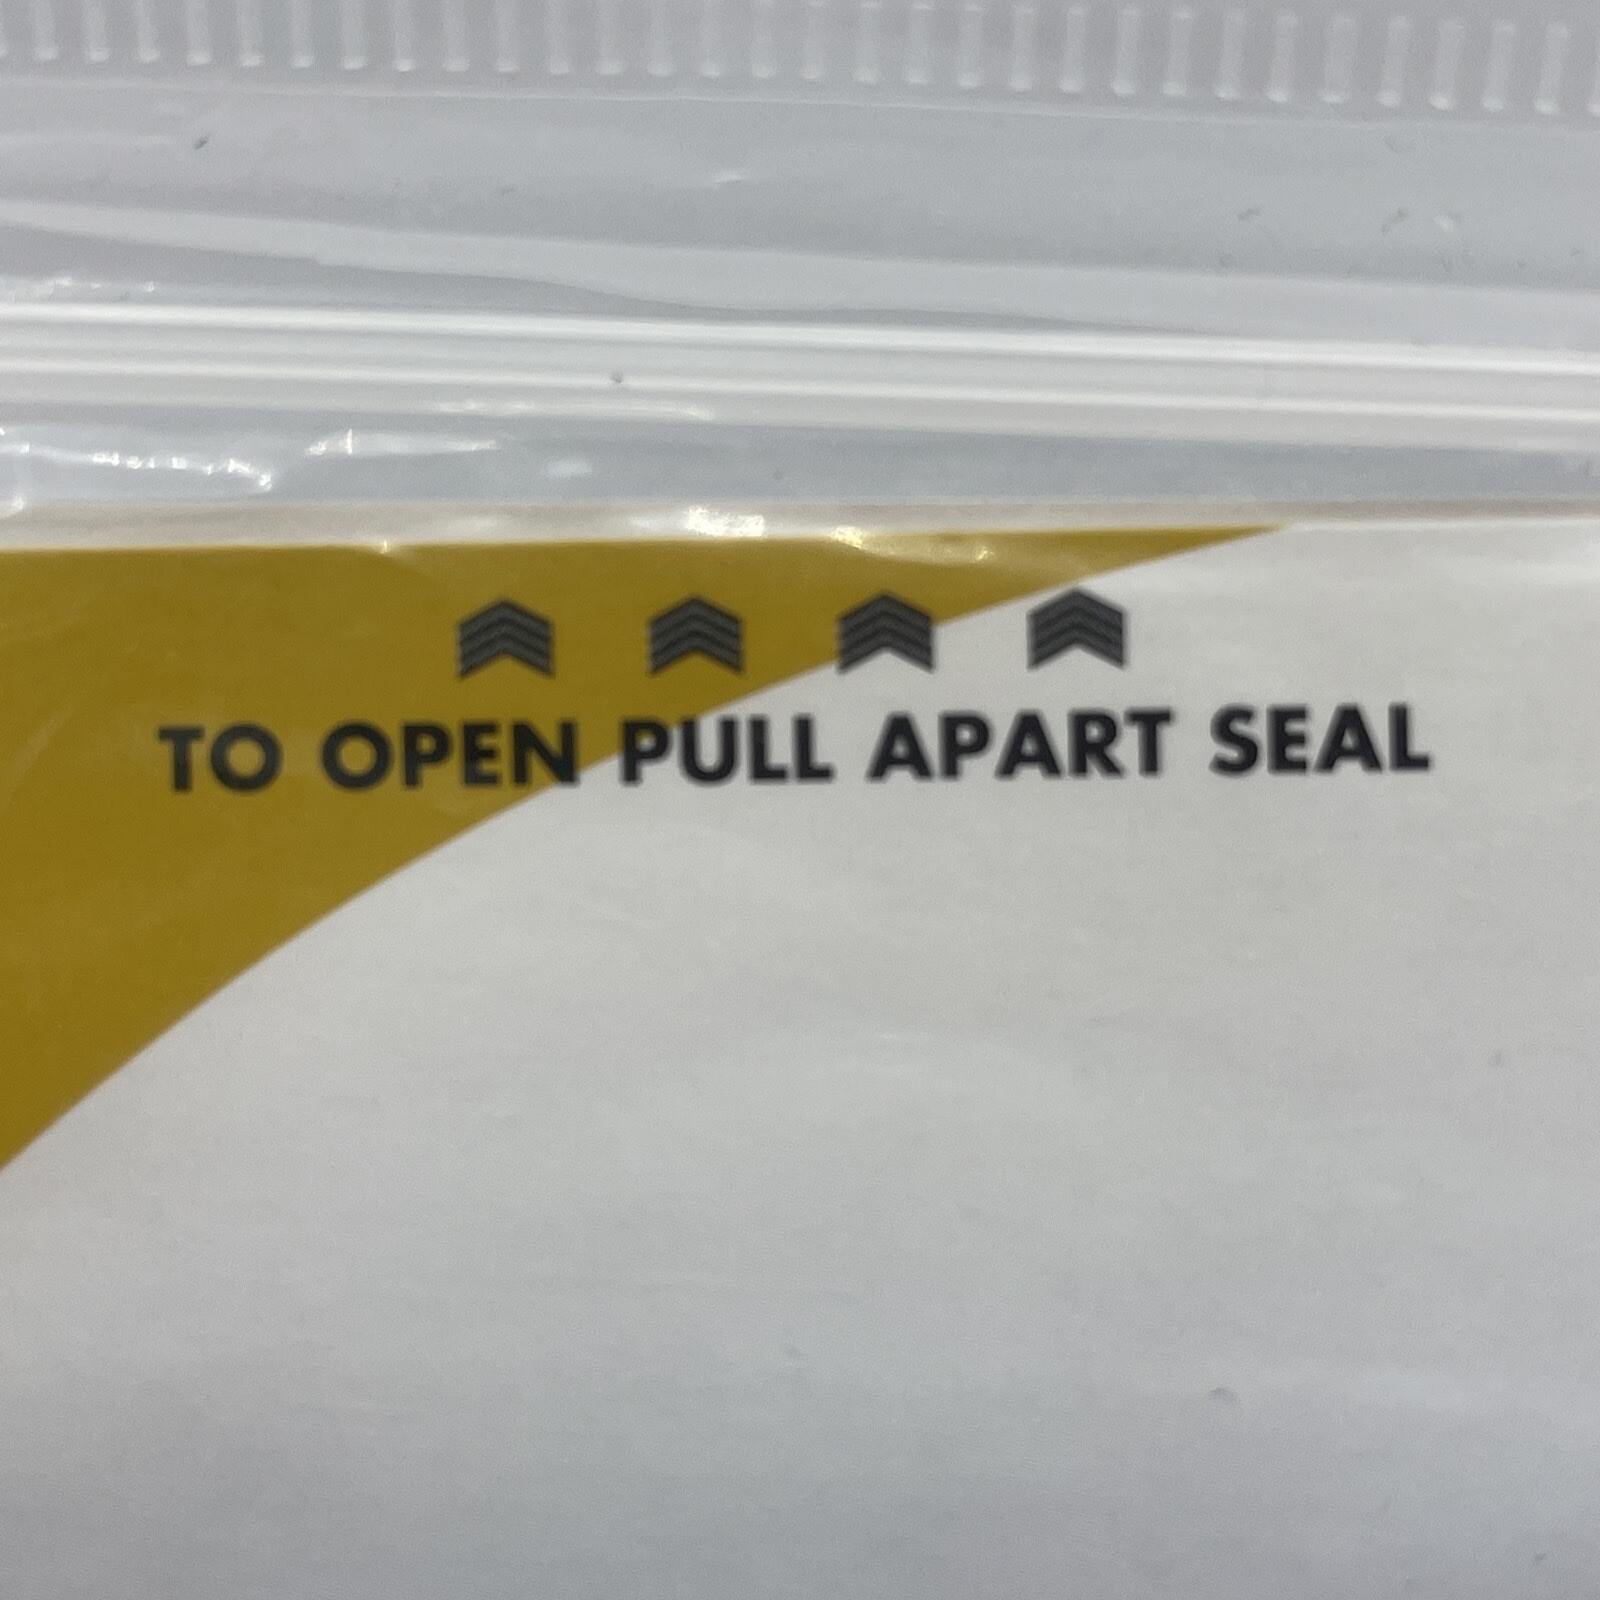 TO OPEN PULL APART SEAL